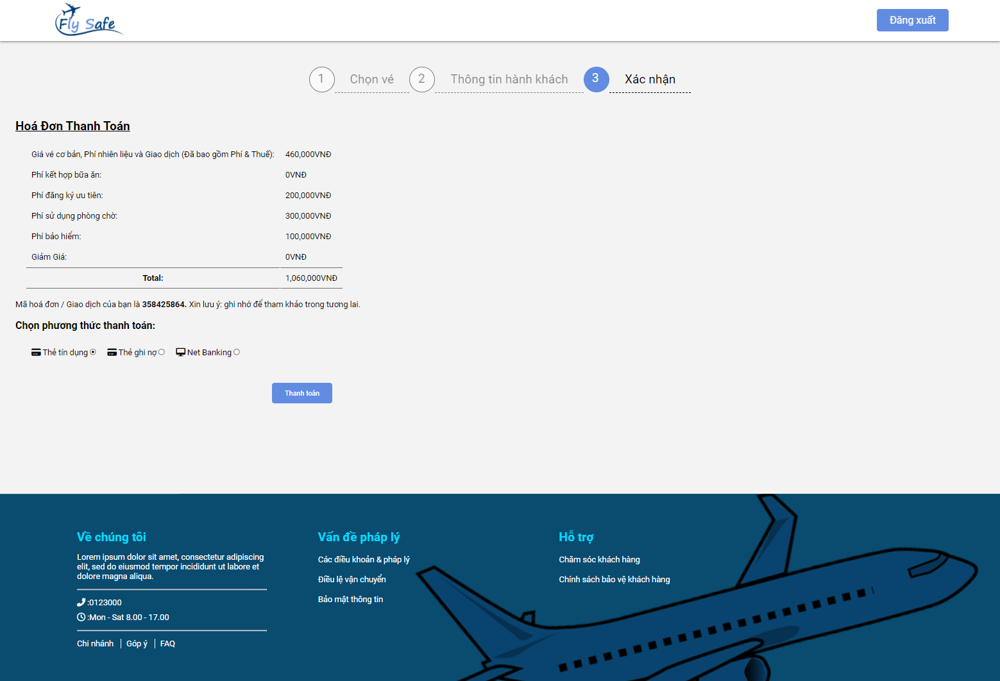 Fly Safe
Đăng xuất
1 Chọn vé 2 Thông tin hành khách 3 Xác nhận
Hoá Đơn Thanh Toán
Giá vé cơ bản, Phí nhiên liệu và Giao dịch (Đã bao gồm Phí & Thuế): 460,000VNĐ
Phí kết hợp bữa ăn: 0VNĐ
Phí đăng ký ưu tiên: 200,000VNĐ
Phí sử dụng phòng chờ: 300,000VNĐ
Phí bảo hiểm: 100,000VNĐ
Giảm Giá: 0VNĐ
Total: 1,060,000VNĐ
Mã hoá đơn / Giao dịch của bạn là 358425864. Xin lưu ý: ghi nhớ để tham khảo trong tương lai.
Chọn phương thức thanh toán:
Thẻ tín dụng Thẻ ghi nợ Net Banking
Thanh toán
Về chúng tôi
Lorem ipsum dolor sit amet, consectetur adipiscing
elit, sed do eiusmod tempor incididunt ut labore et
dolore magna aliqua.
:0123000
:Mon - Sat 8.00 - 17.00
Chi nhánh | Góp ý | FAQ
Vấn đề pháp lý
Các điều khoản & pháp lý
Điều lệ vận chuyển
Bảo mật thông tin
Hỗ trợ
Chăm sóc khách hàng
Chính sách bảo vệ khách hàng